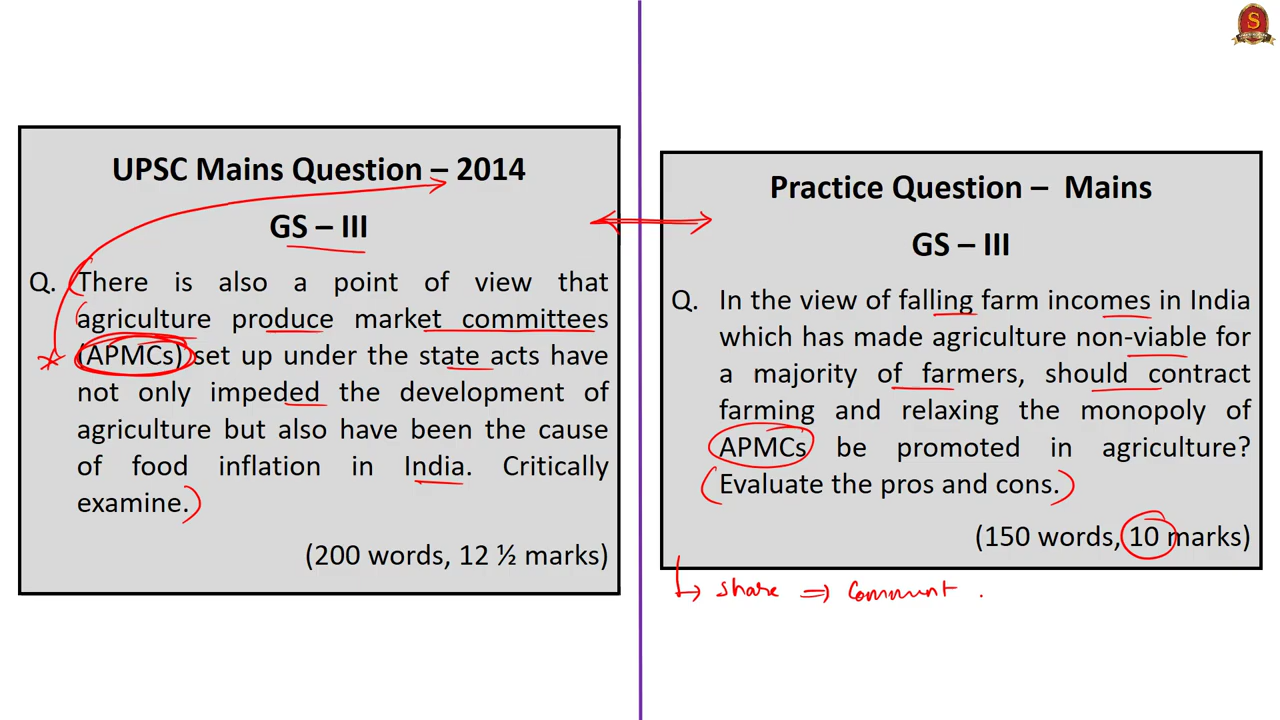 UPSC Mains Question – 2014
GS – III
Q. There is also a point of view that
agriculture produce market committees
(APMCs) set up under the state acts have
not only impeded the development of
agriculture but also have been the cause
of food inflation in India. Critically
examine.
(200 words, 12 ½ marks)
Practice Question – Mains
GS – III
Q. In the view of falling farm incomes in India
which has made agriculture non-viable for
a majority of farmers, should contract
farming and relaxing the monopoly of
APMCs be promoted in agriculture?
Evaluate the pros and cons.
(150 words, 10 marks)
share ⇒ Comment .
S